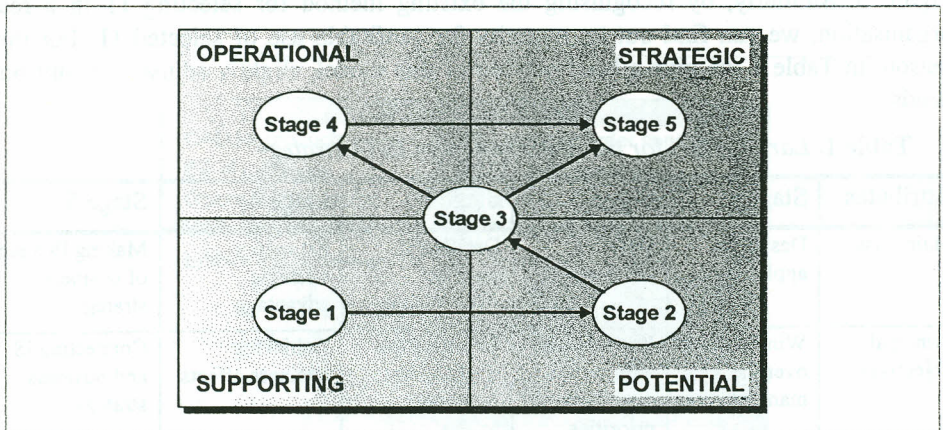 OPERATIONAL
STRATEGIC
Stage 4
Stage 5
Stage 3
Stage 1
Stage 2
SUPPORTING
POTENTIAL